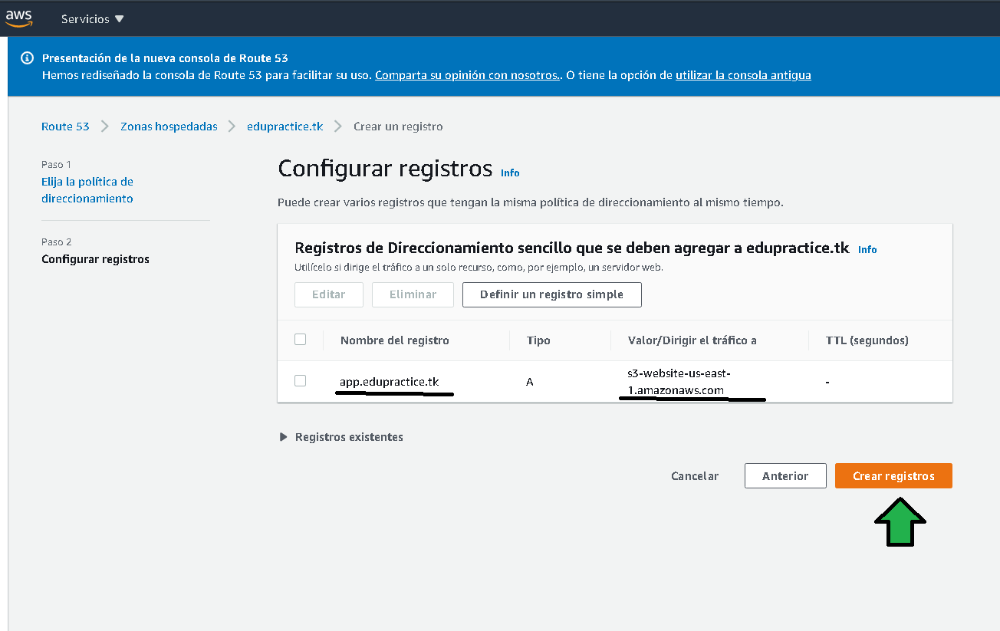 aws
Servicios
Presentación de la nueva consola de Route 53
Hemos rediseñado la consola de Route 53 para facilitar su uso. Comparta su opinión con nosotros.. O tiene la opción de utilizar la consola antigua
Route 53 > Zonas hospedadas > edupractice.tk > Crear un registro
Paso 1
Elija la política de
direccionamiento
Paso 2
Configurar registros
Configurar registros Info
Puede crear varios registros que tengan la misma política de direccionamiento al mismo tiempo.
Registros de Direccionamiento sencillo que se deben agregar a edupractice.tk Info
Utilícelo si dirige el tráfico a un solo recurso, como, por ejemplo, un servidor web.
Editar Eliminar Definir un registro simple
Nombre del registro Tipo Valor/Dirigir el tráfico a TTL (segundos)
app.edupractice.tk A s3-website-us-east-
1.amazonaws.com -
Registros existentes
Cancelar Anterior Crear registros